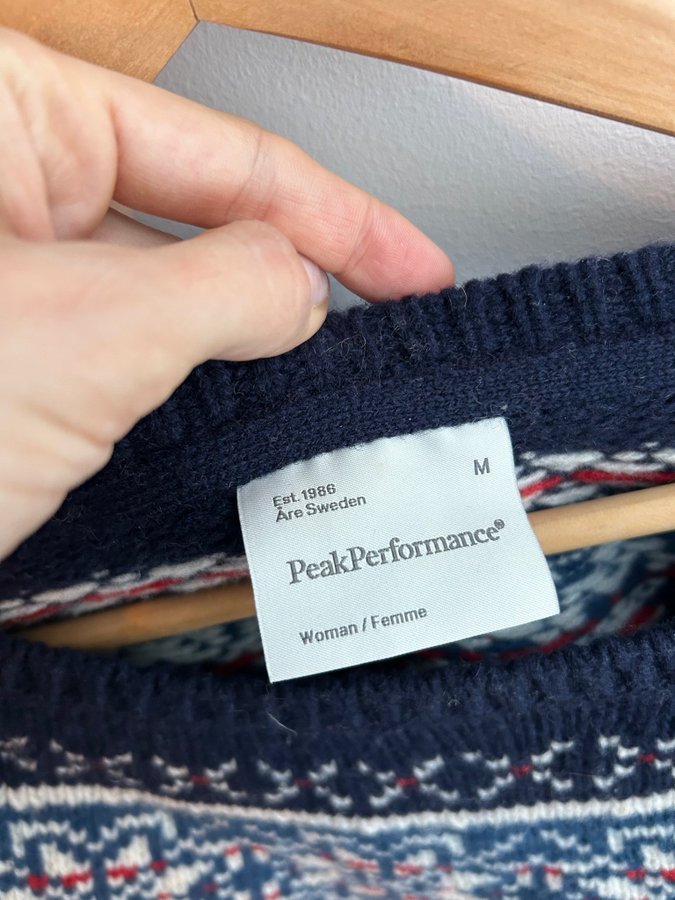 Est. 1986
Åre Sweden
M
PeakPerformance®
Woman / Femme